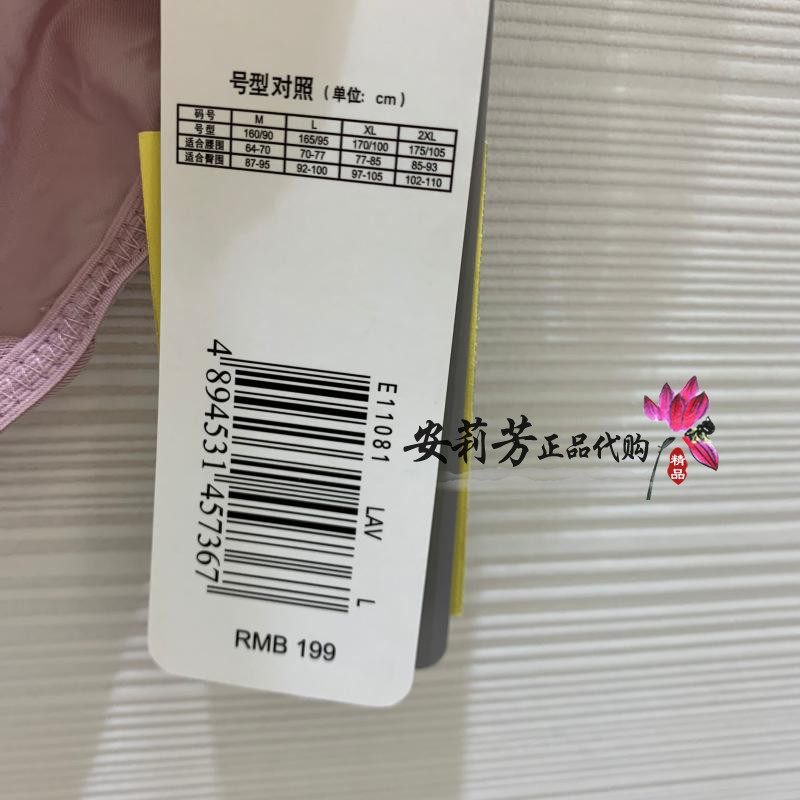 号型对照（单位：cm）
码号 M L XL 2XL
号型 160/90 165/95 170/100 175/105
适合腰围 64-70 70-77 77-85 85-93
适合臀围 87-95 92-100 97-105 102-110
4 894531 457367
E11081 LAV L
RMB 199
安莉芳正品代购
精品